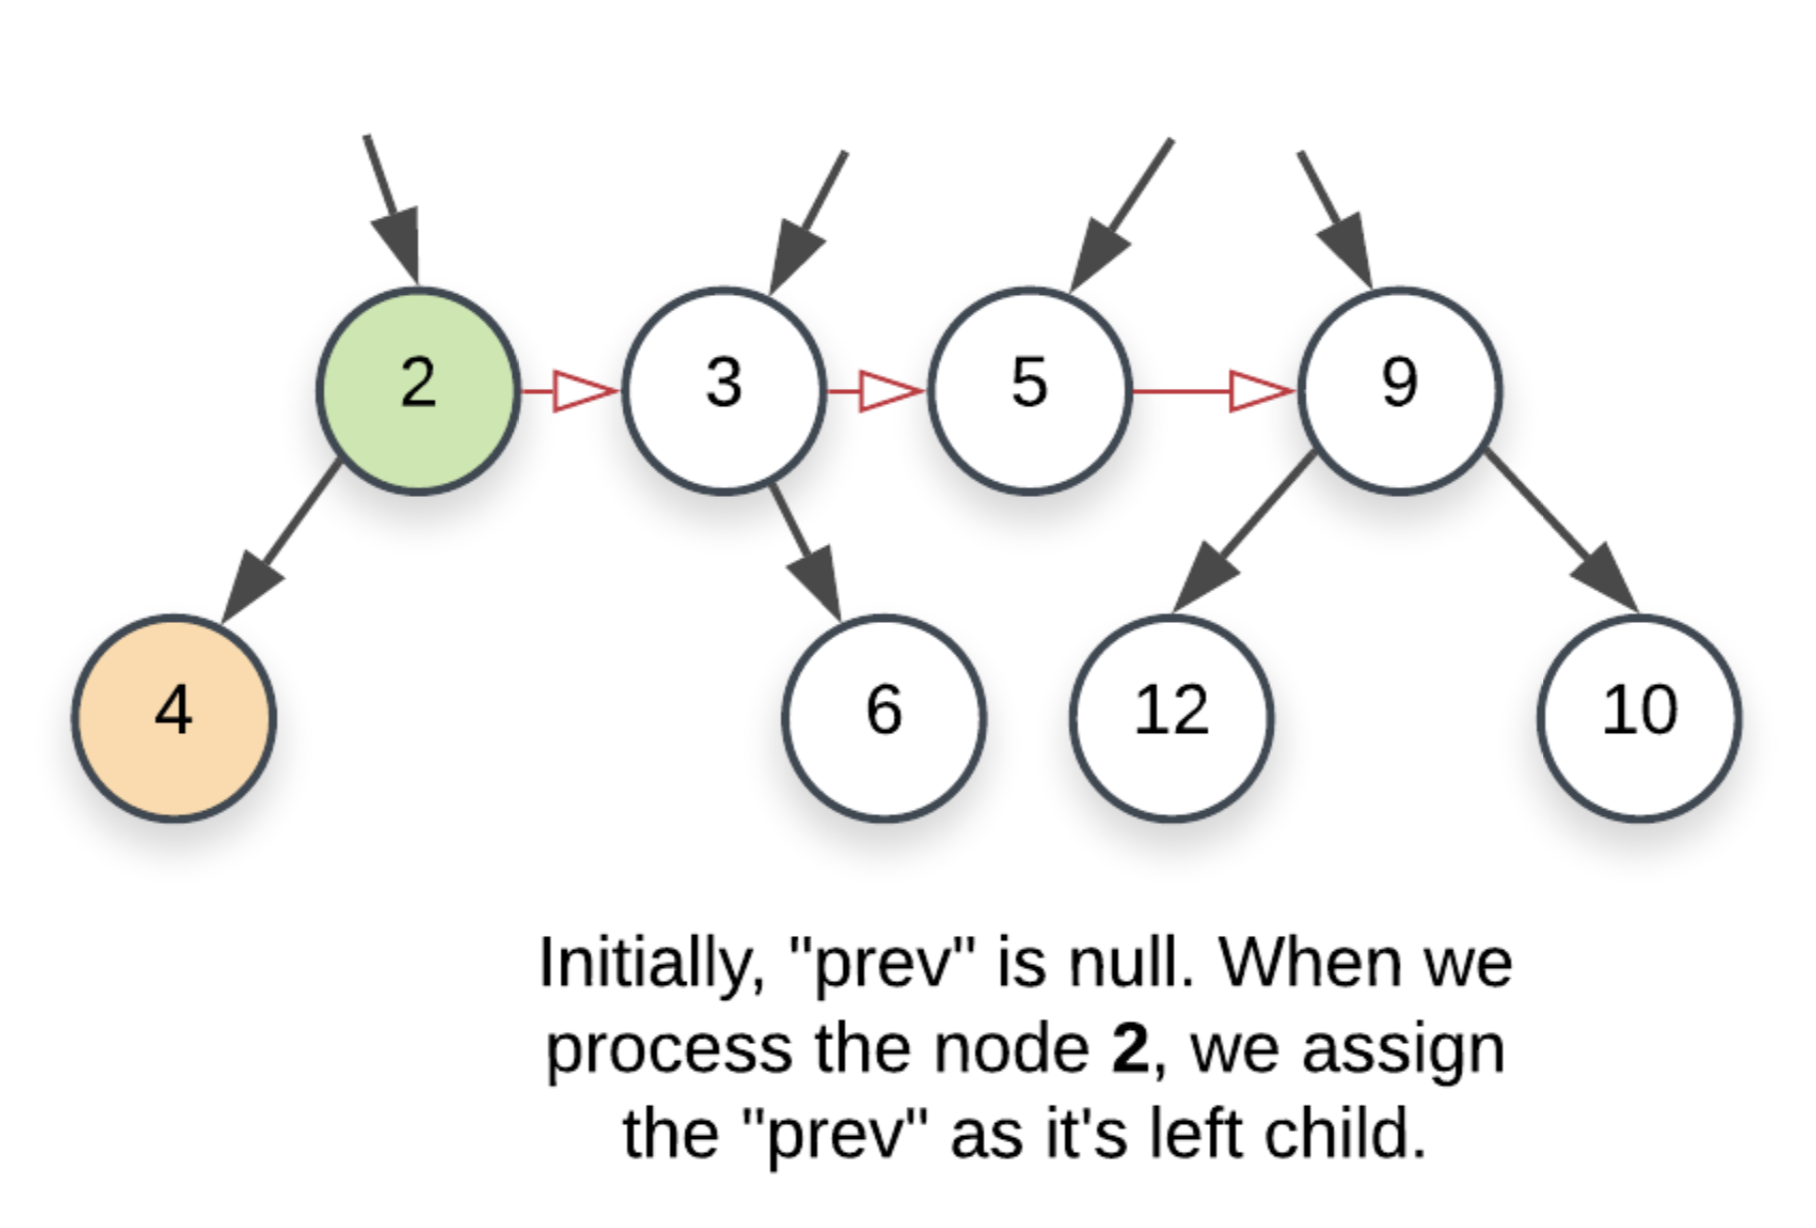 2 3 5 9
4 6 12 10
Initially, "prev" is null. When we
process the node 2, we assign
the "prev" as it's left child.